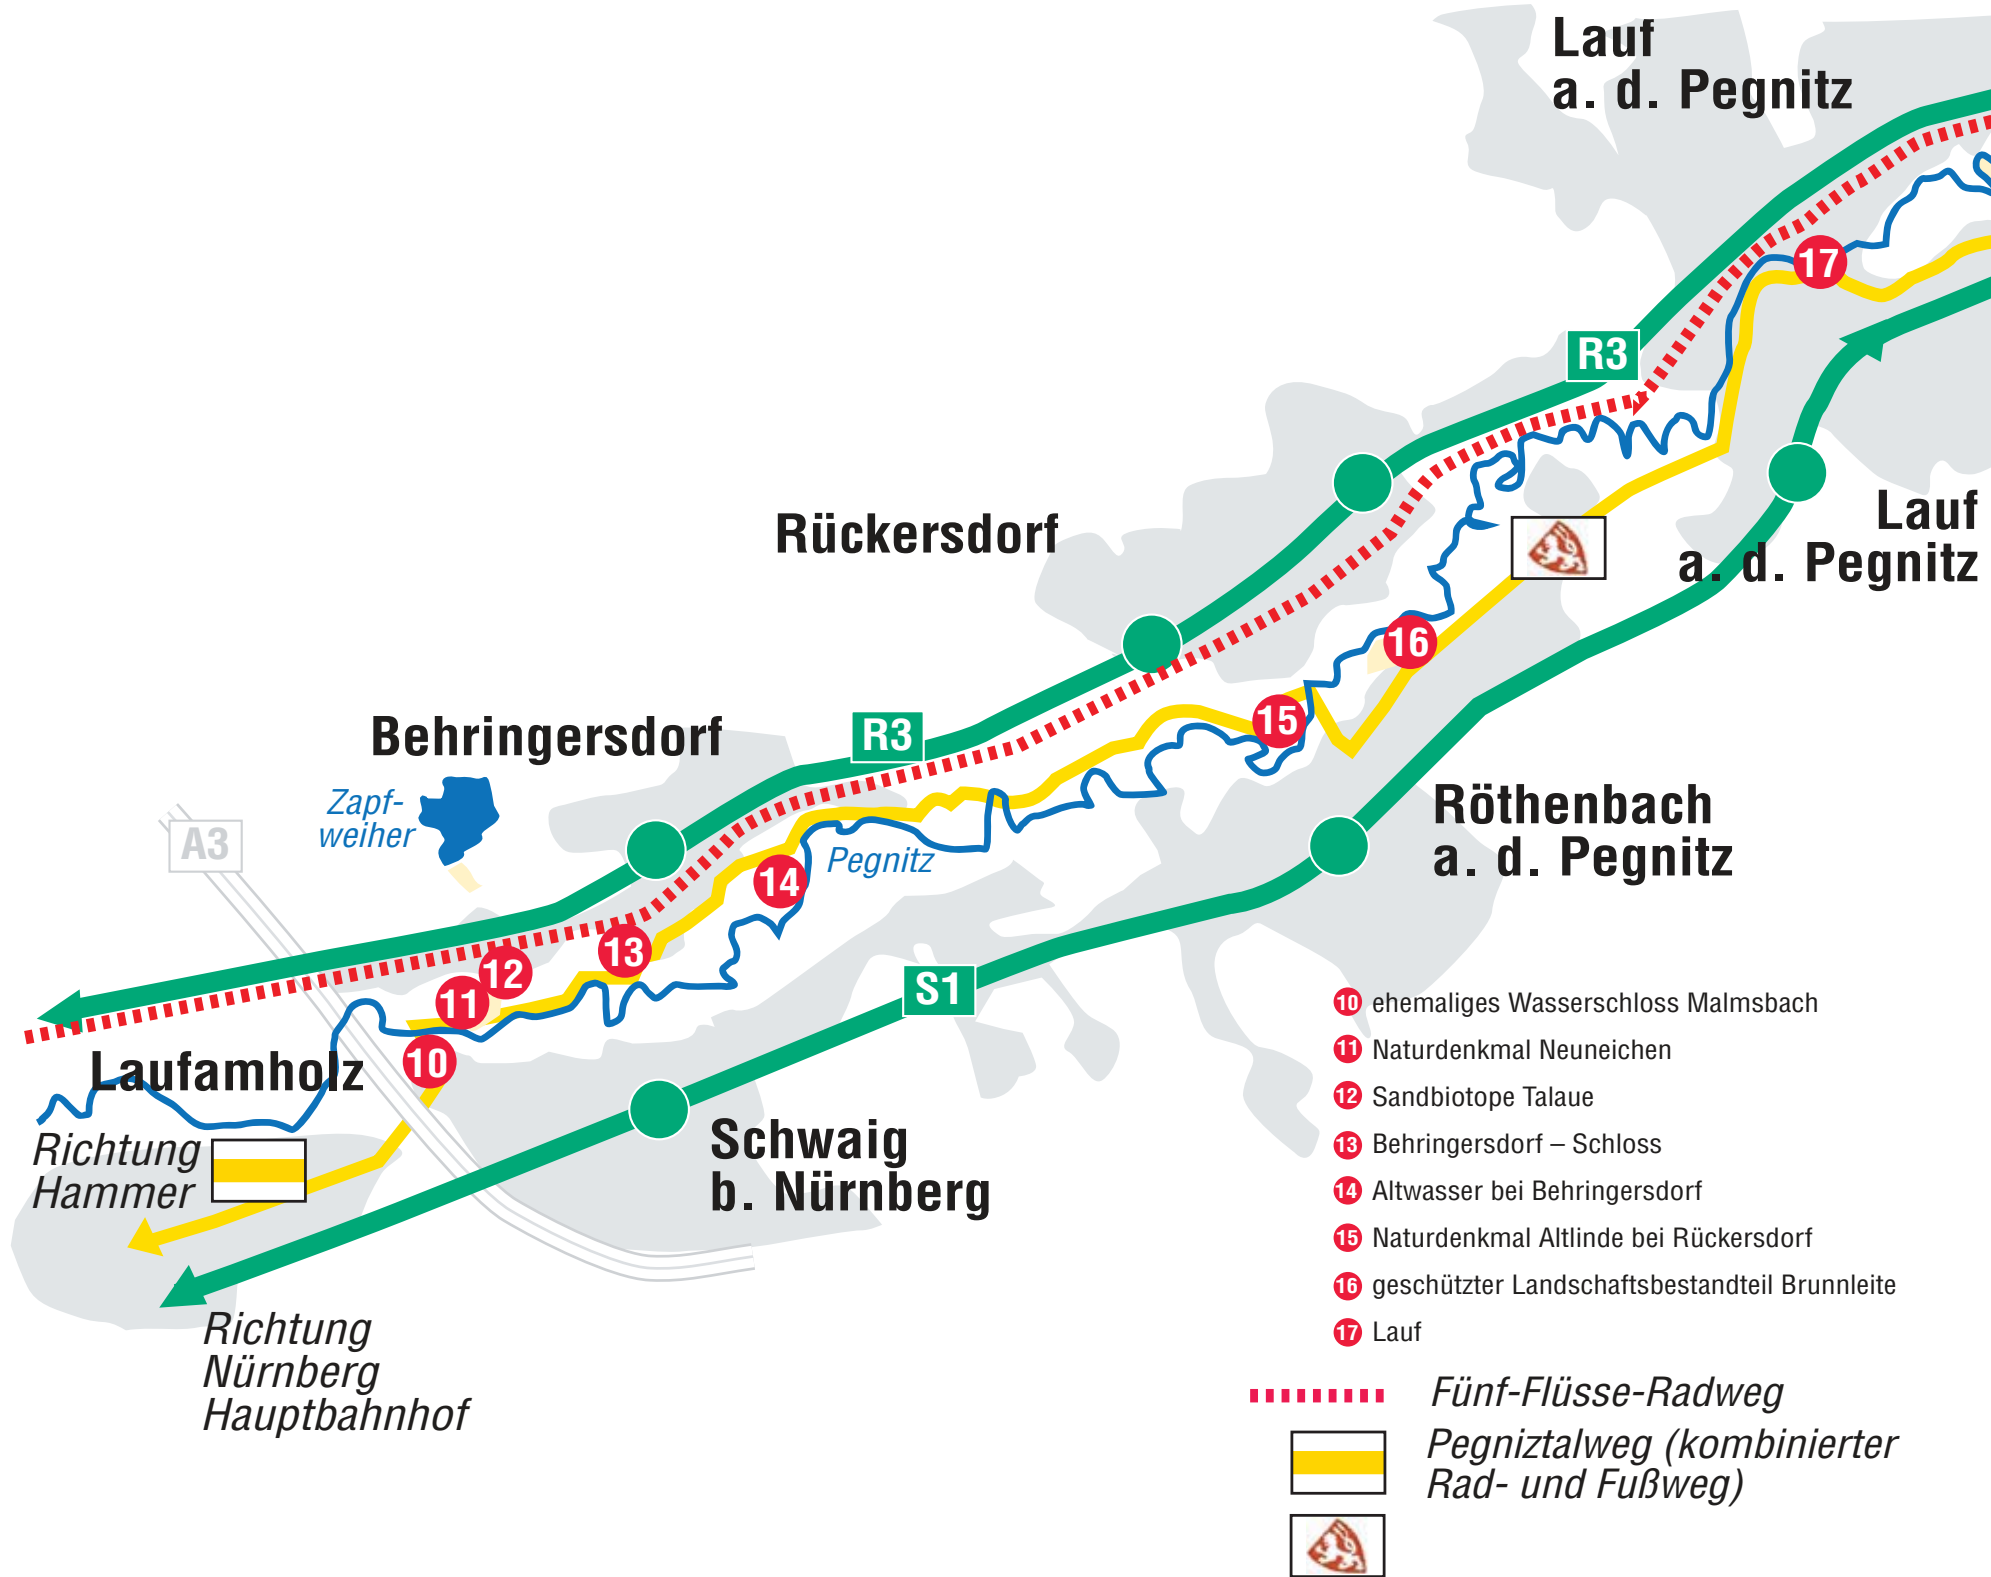 Lauf
a. d. Pegnitz
17
R3
Lauf
a. d. Pegnitz
Rückersdorf
16
15
Behringersdorf
R3
Zapf-
weiher
A3
Pegnitz
14
Röthenbach
a. d. Pegnitz
13
12
11
S1
10
Laufamholz
Richtung
Hammer
Schwaig
b. Nürnberg
Richtung
Nürnberg
Hauptbahnhof
10 ehemaliges Wasserschloss Malmsbach
11 Naturdenkmal Neuneichen
12 Sandbiotope Talaue
13 Behringersdorf – Schloss
14 Altwasser bei Behringersdorf
15 Naturdenkmal Altlinde bei Rückersdorf
16 geschützter Landschaftsbestandteil Brunnleite
17 Lauf
Fünf-Flüsse-Radweg
Pegniztalweg (kombinierter
Rad- und Fußweg)